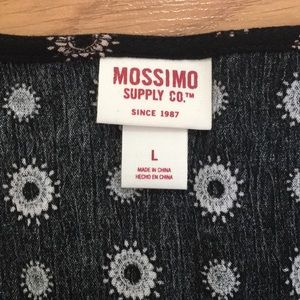 MOSSIMO
SUPPLY CO.™
SINCE 1987
L
MADE IN CHINA
HECHO EN CHINA